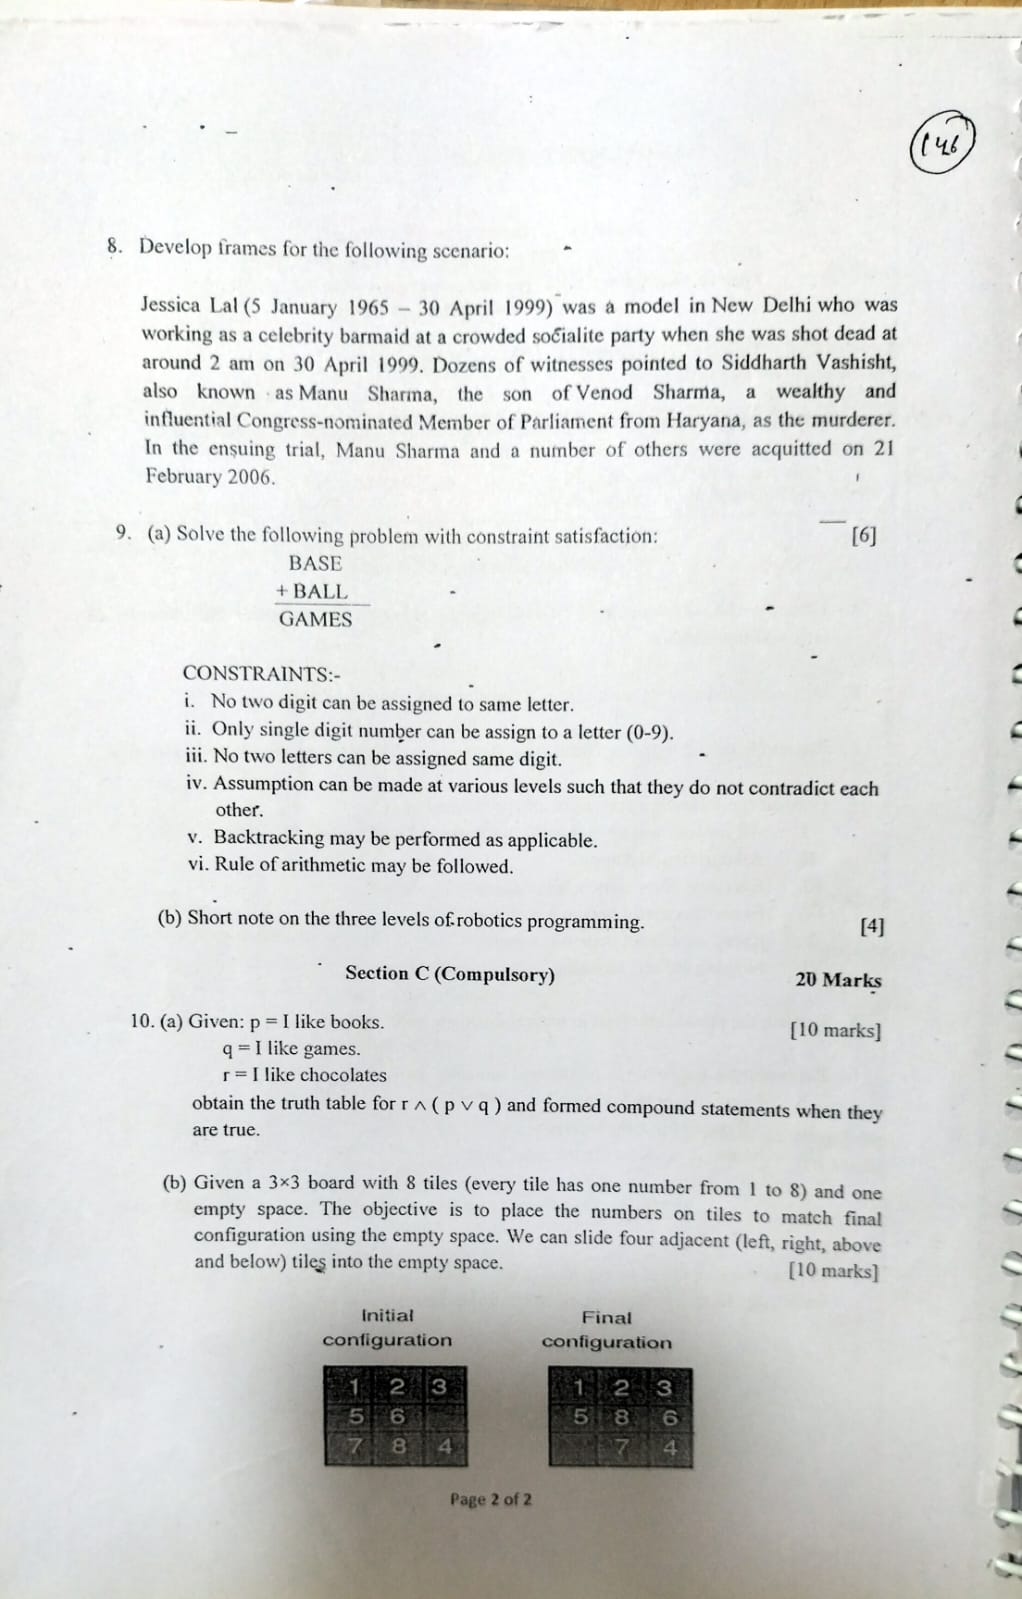 146
8. Develop frames for the following scenario:
Jessica Lal (5 January 1965 – 30 April 1999) was a model in New Delhi who was
working as a celebrity barmaid at a crowded socialite party when she was shot dead at
around 2 am on 30 April 1999. Dozens of witnesses pointed to Siddharth Vashisht,
also known as Manu Sharma, the son of Venod Sharma, a wealthy and
influential Congress-nominated Member of Parliament from Haryana, as the murderer.
In the ensuing trial, Manu Sharma and a number of others were acquitted on 21
February 2006.
9. (a) Solve the following problem with constraint satisfaction: [6]
BASE
+ BALL
GAMES
CONSTRAINTS:-
i. No two digit can be assigned to same letter.
ii. Only single digit number can be assign to a letter (0-9).
iii. No two letters can be assigned same digit.
iv. Assumption can be made at various levels such that they do not contradict each
other.
v. Backtracking may be performed as applicable.
vi. Rule of arithmetic may be followed.
(b) Short note on the three levels of robotics programming. [4]
Section C (Compulsory) 20 Marks
10. (a) Given: p = I like books. [10 marks]
q = I like games.
r = I like chocolates
obtain the truth table for r ∧ ( p ∨ q ) and formed compound statements when they
are true.
(b) Given a 3×3 board with 8 tiles (every tile has one number from 1 to 8) and one
empty space. The objective is to place the numbers on tiles to match final
configuration using the empty space. We can slide four adjacent (left, right, above
and below) tiles into the empty space. [10 marks]
Initial
configuration
1 2 3
5 6
7 8 4
Final
configuration
1 2 3
5 8 6
7 4
Page 2 of 2